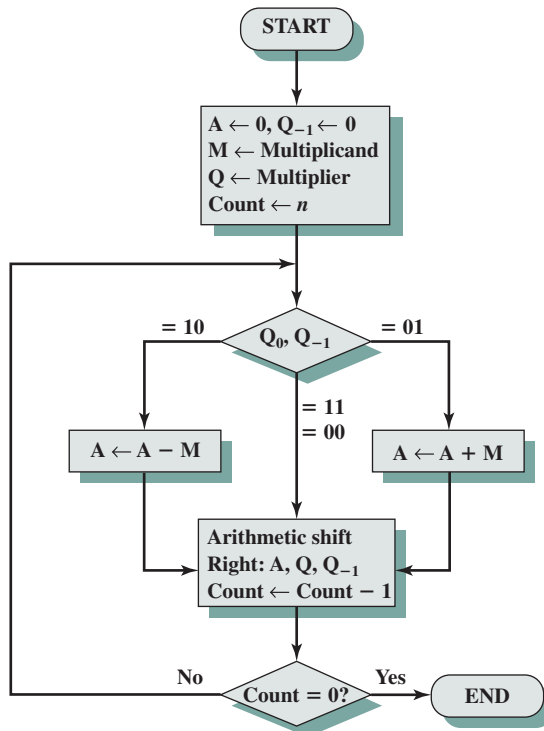 START
A ← 0, Q₋₁ ← 0
M ← Multiplicand
Q ← Multiplier
Count ← n
= 10
Q₀, Q₋₁
= 01
= 11
= 00
A ← A − M
A ← A + M
Arithmetic shift
Right: A, Q, Q₋₁
Count ← Count − 1
No
Count = 0?
Yes
END